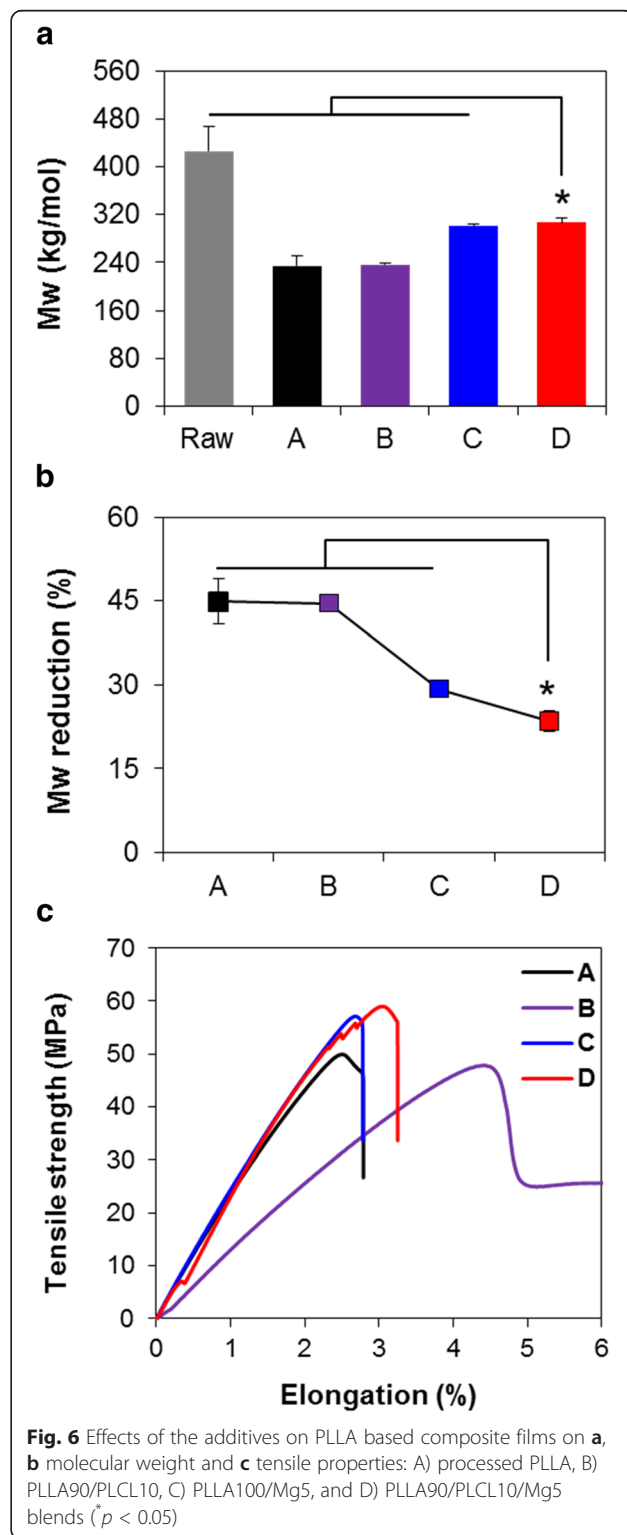 a
560
480
400
320
240
160
80
0
Mw (kg/mol)
*
Raw A B C D
b
60
45
30
15
0
Mw reduction (%)
*
A B C D
c
70
60
50
40
30
20
10
0
Tensile strength (MPa)
A
B
C
D
0 1 2 3 4 5 6
Elongation (%)
Fig. 6 Effects of the additives on PLLA based composite films on a,
b molecular weight and c tensile properties: A) processed PLLA, B)
PLLA90/PLCL10, C) PLLA100/Mg5, and D) PLLA90/PLCL10/Mg5
blends (*p < 0.05)